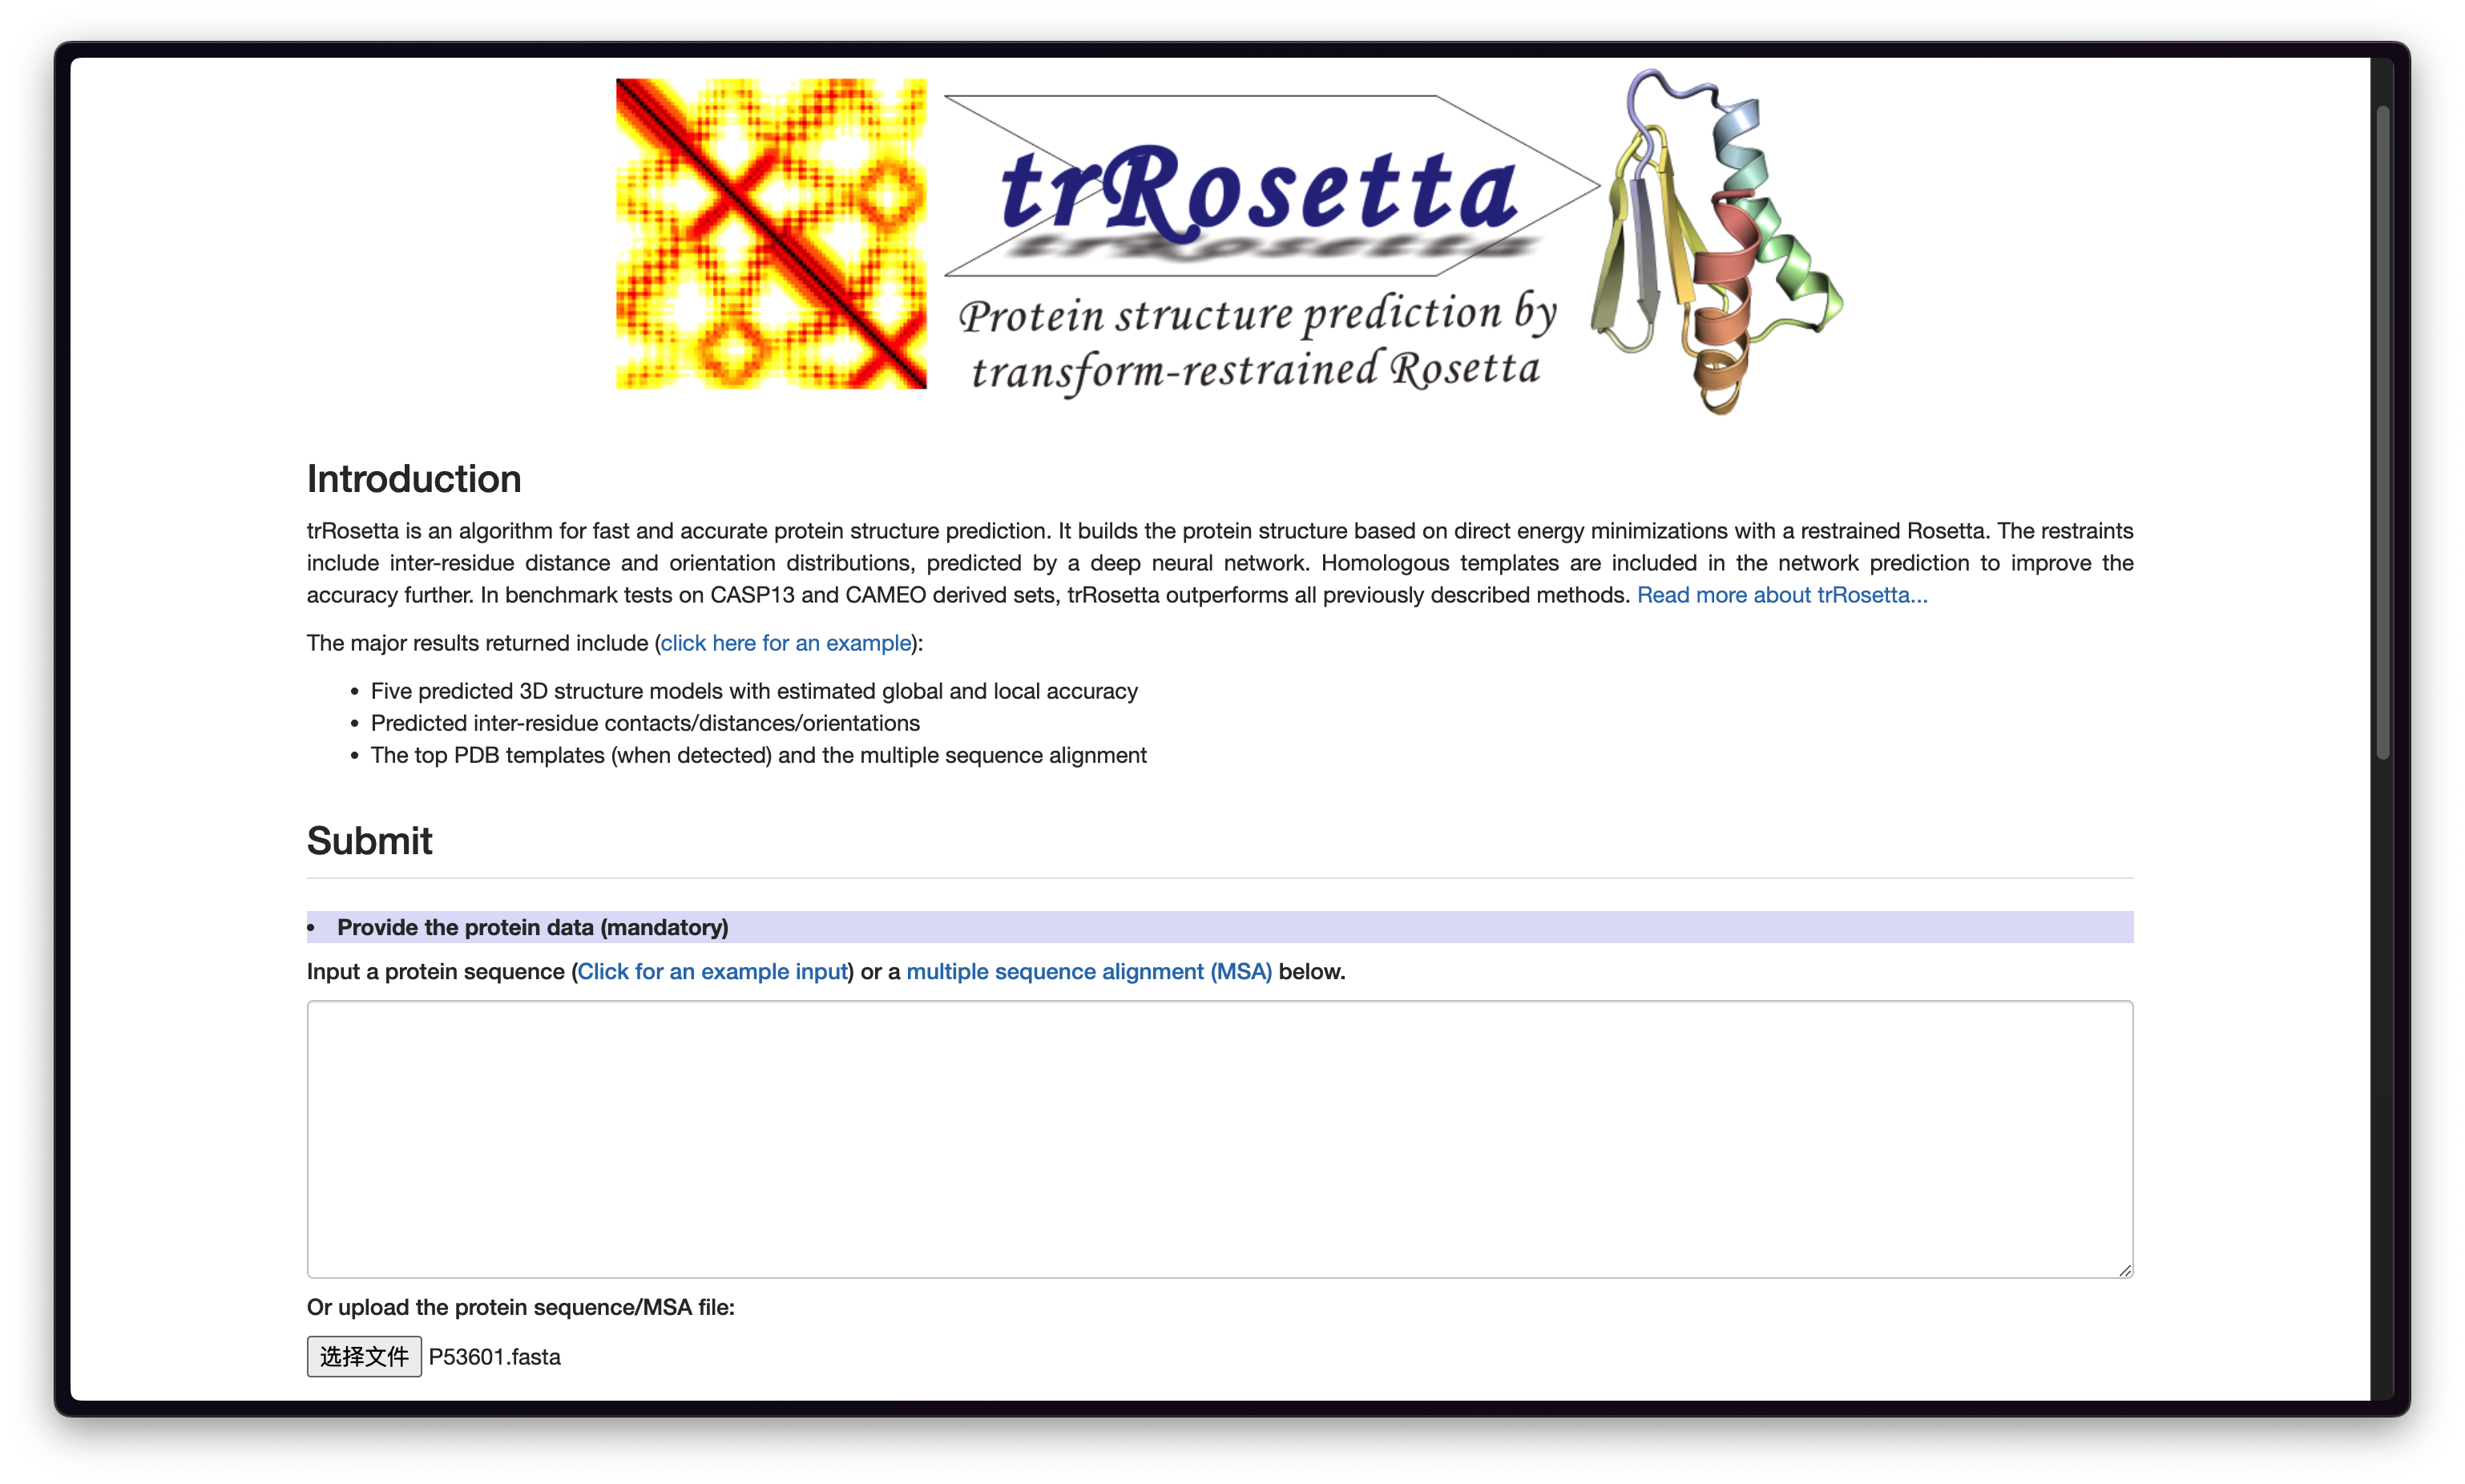 trRosetta
Protein structure prediction by
transform-restrained Rosetta
Introduction
trRosetta is an algorithm for fast and accurate protein structure prediction. It builds the protein structure based on direct energy minimizations with a restrained Rosetta. The restraints
include inter-residue distance and orientation distributions, predicted by a deep neural network. Homologous templates are included in the network prediction to improve the
accuracy further. In benchmark tests on CASP13 and CAMEO derived sets, trRosetta outperforms all previously described methods. Read more about trRosetta...
The major results returned include (click here for an example):
• Five predicted 3D structure models with estimated global and local accuracy
• Predicted inter-residue contacts/distances/orientations
• The top PDB templates (when detected) and the multiple sequence alignment
Submit
• Provide the protein data (mandatory)
Input a protein sequence (Click for an example input) or a multiple sequence alignment (MSA) below.
Or upload the protein sequence/MSA file:
选择文件 P53601.fasta